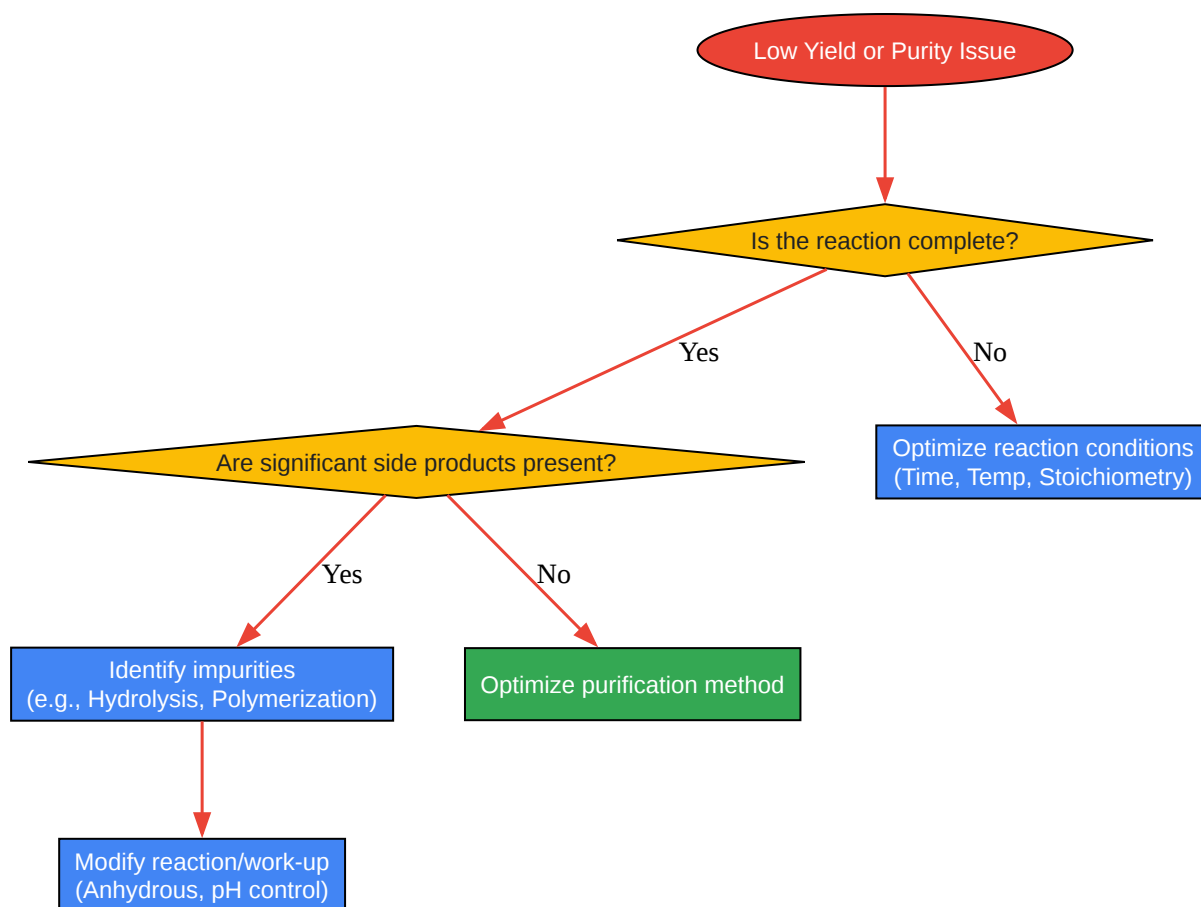 Low Yield or Purity Issue
Is the reaction complete?
Yes
No
Are significant side products present?
Optimize reaction conditions
(Time, Temp, Stoichiometry)
Yes
No
Identify impurities
(e.g., Hydrolysis, Polymerization)
Optimize purification method
Modify reaction/work-up
(Anhydrous, pH control)